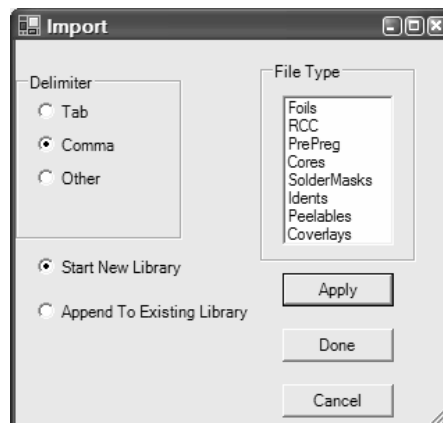 Import
Delimiter
Tab
Comma
Other
File Type
Foils
RCC
PrePreg
Cores
SolderMasks
Idents
Peelables
Coverlays
Start New Library
Append To Existing Library
Apply
Done
Cancel